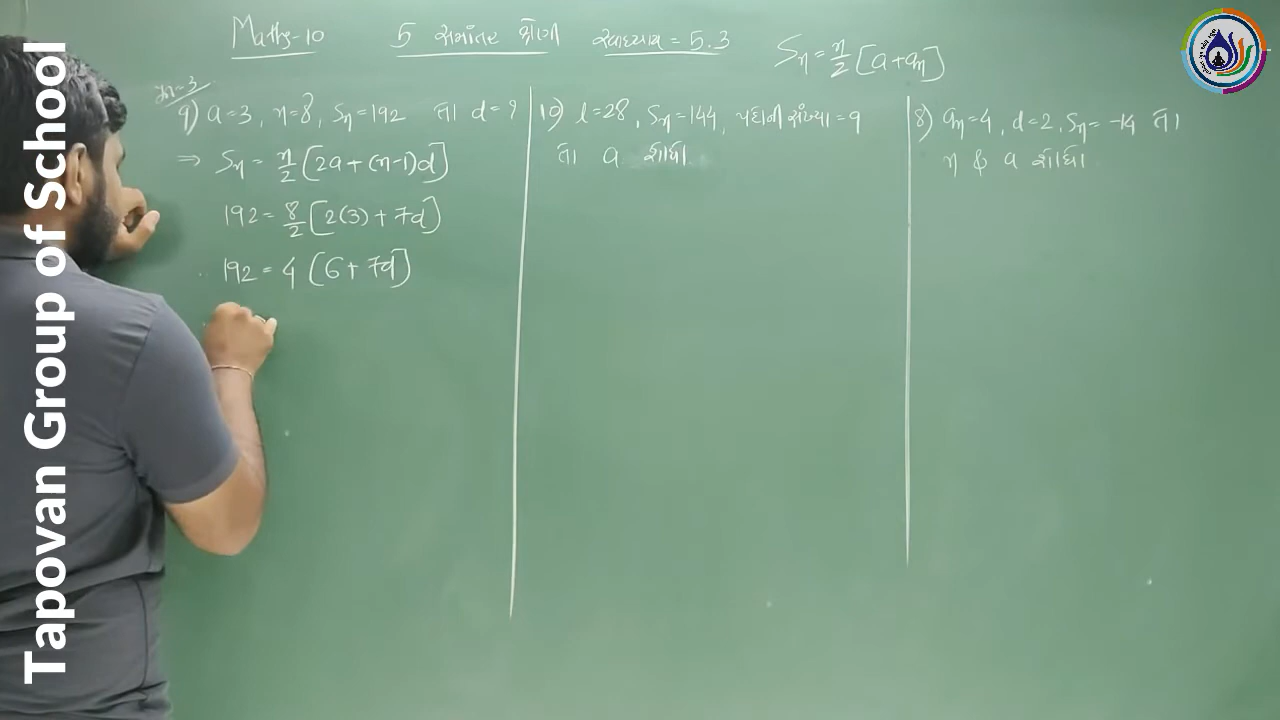 Maths-10 5 સમાંતર શ્રેણી સ્વાધ્યાય = 5.3
Sn = n/2 [a + an]
9) a=3, n=8, Sn=192 તો d = ?
⇒ Sn = n/2 [2a + (n-1)d]
192 = 8/2 [2(3) + 7d]
192 = 4 [6 + 7d]
10) l=28, Sn=144, પદોની સંખ્યા = 9
તો a શોધો.
8) an=4, d=2, Sn= -14 તો
n & a શોધો.
Tapovan Group of School